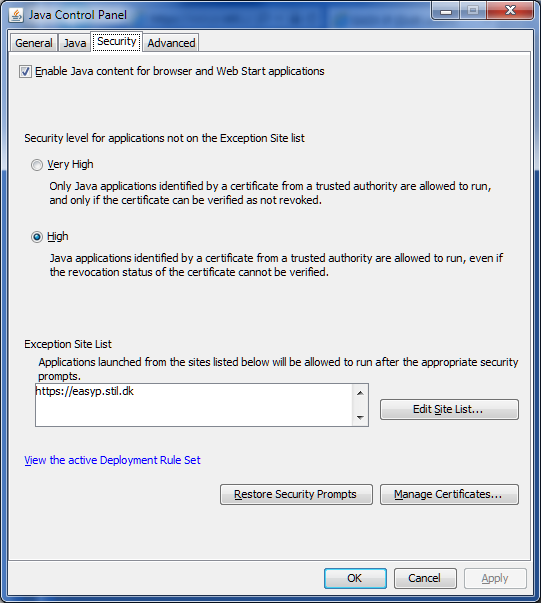 Java Control Panel
General Java Security Advanced
Enable Java content for browser and Web Start applications
Security level for applications not on the Exception Site list
Very High
Only Java applications identified by a certificate from a trusted authority are allowed to run,
and only if the certificate can be verified as not revoked.
High
Java applications identified by a certificate from a trusted authority are allowed to run, even if
the revocation status of the certificate cannot be verified.
Exception Site List
Applications launched from the sites listed below will be allowed to run after the appropriate security
prompts.
https://easyp.stil.dk
Edit Site List...
View the active Deployment Rule Set
Restore Security Prompts Manage Certificates...
OK Cancel Apply